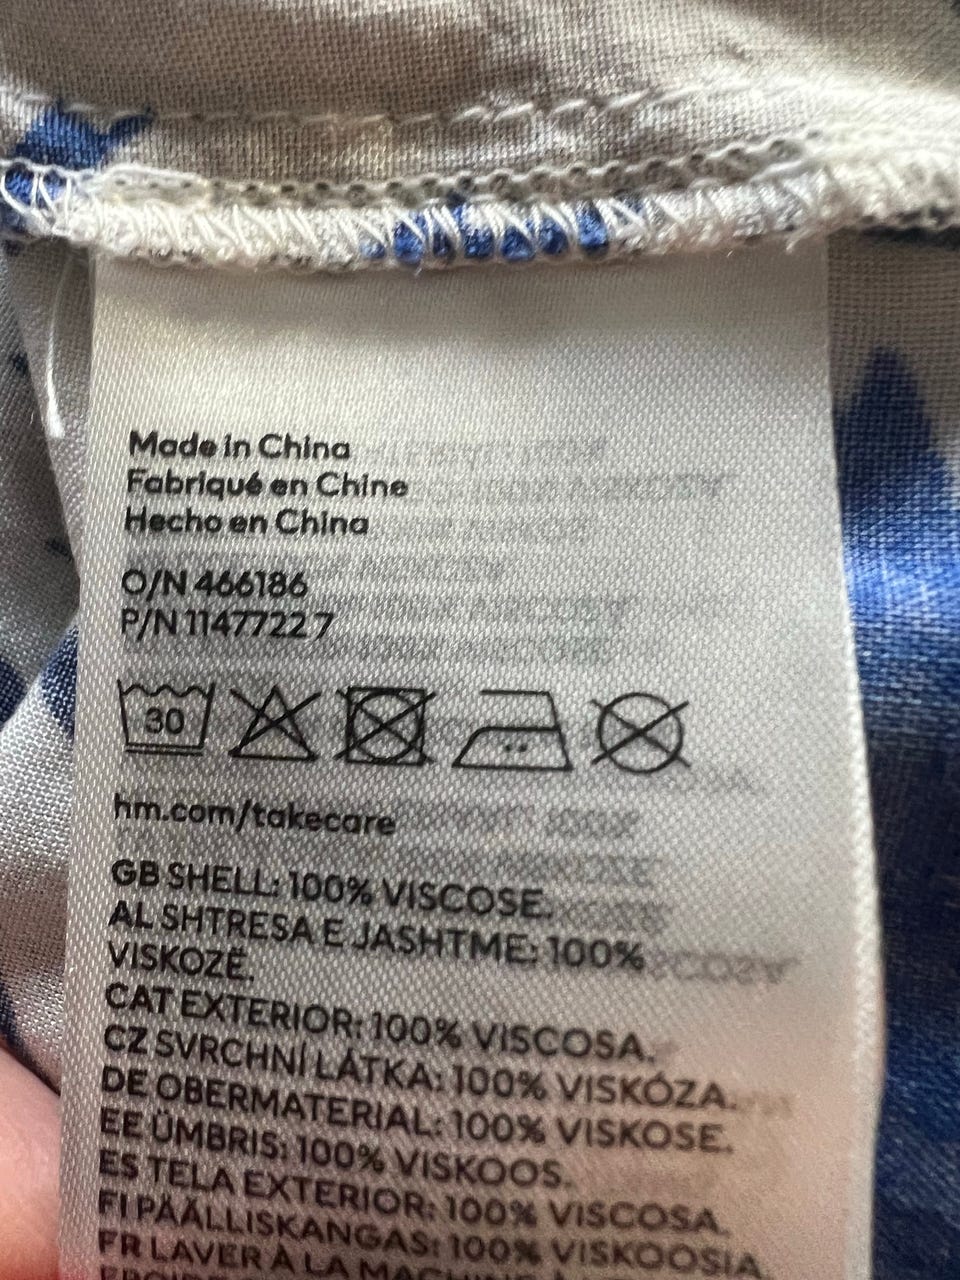 Made in China
Fabriqué en Chine
Hecho en China
O/N 466186
P/N 11477227
30
hm.com/takecare
GB SHELL: 100% VISCOSE.
AL SHTRESA E JASHTME: 100%
VISKOZË.
CAT EXTERIOR: 100% VISCOSA.
CZ SVRCHNÍ LÁTKA: 100% VISKÓZA.
DE OBERMATERIAL: 100% VISKOSE.
EE ÜMBRIS: 100% VISKOOS.
ES TELA EXTERIOR: 100% VISCOSA.
FI PÄÄLLISKANGAS: 100% VISKOOSIA
FR LAVER À LA MACHINE À